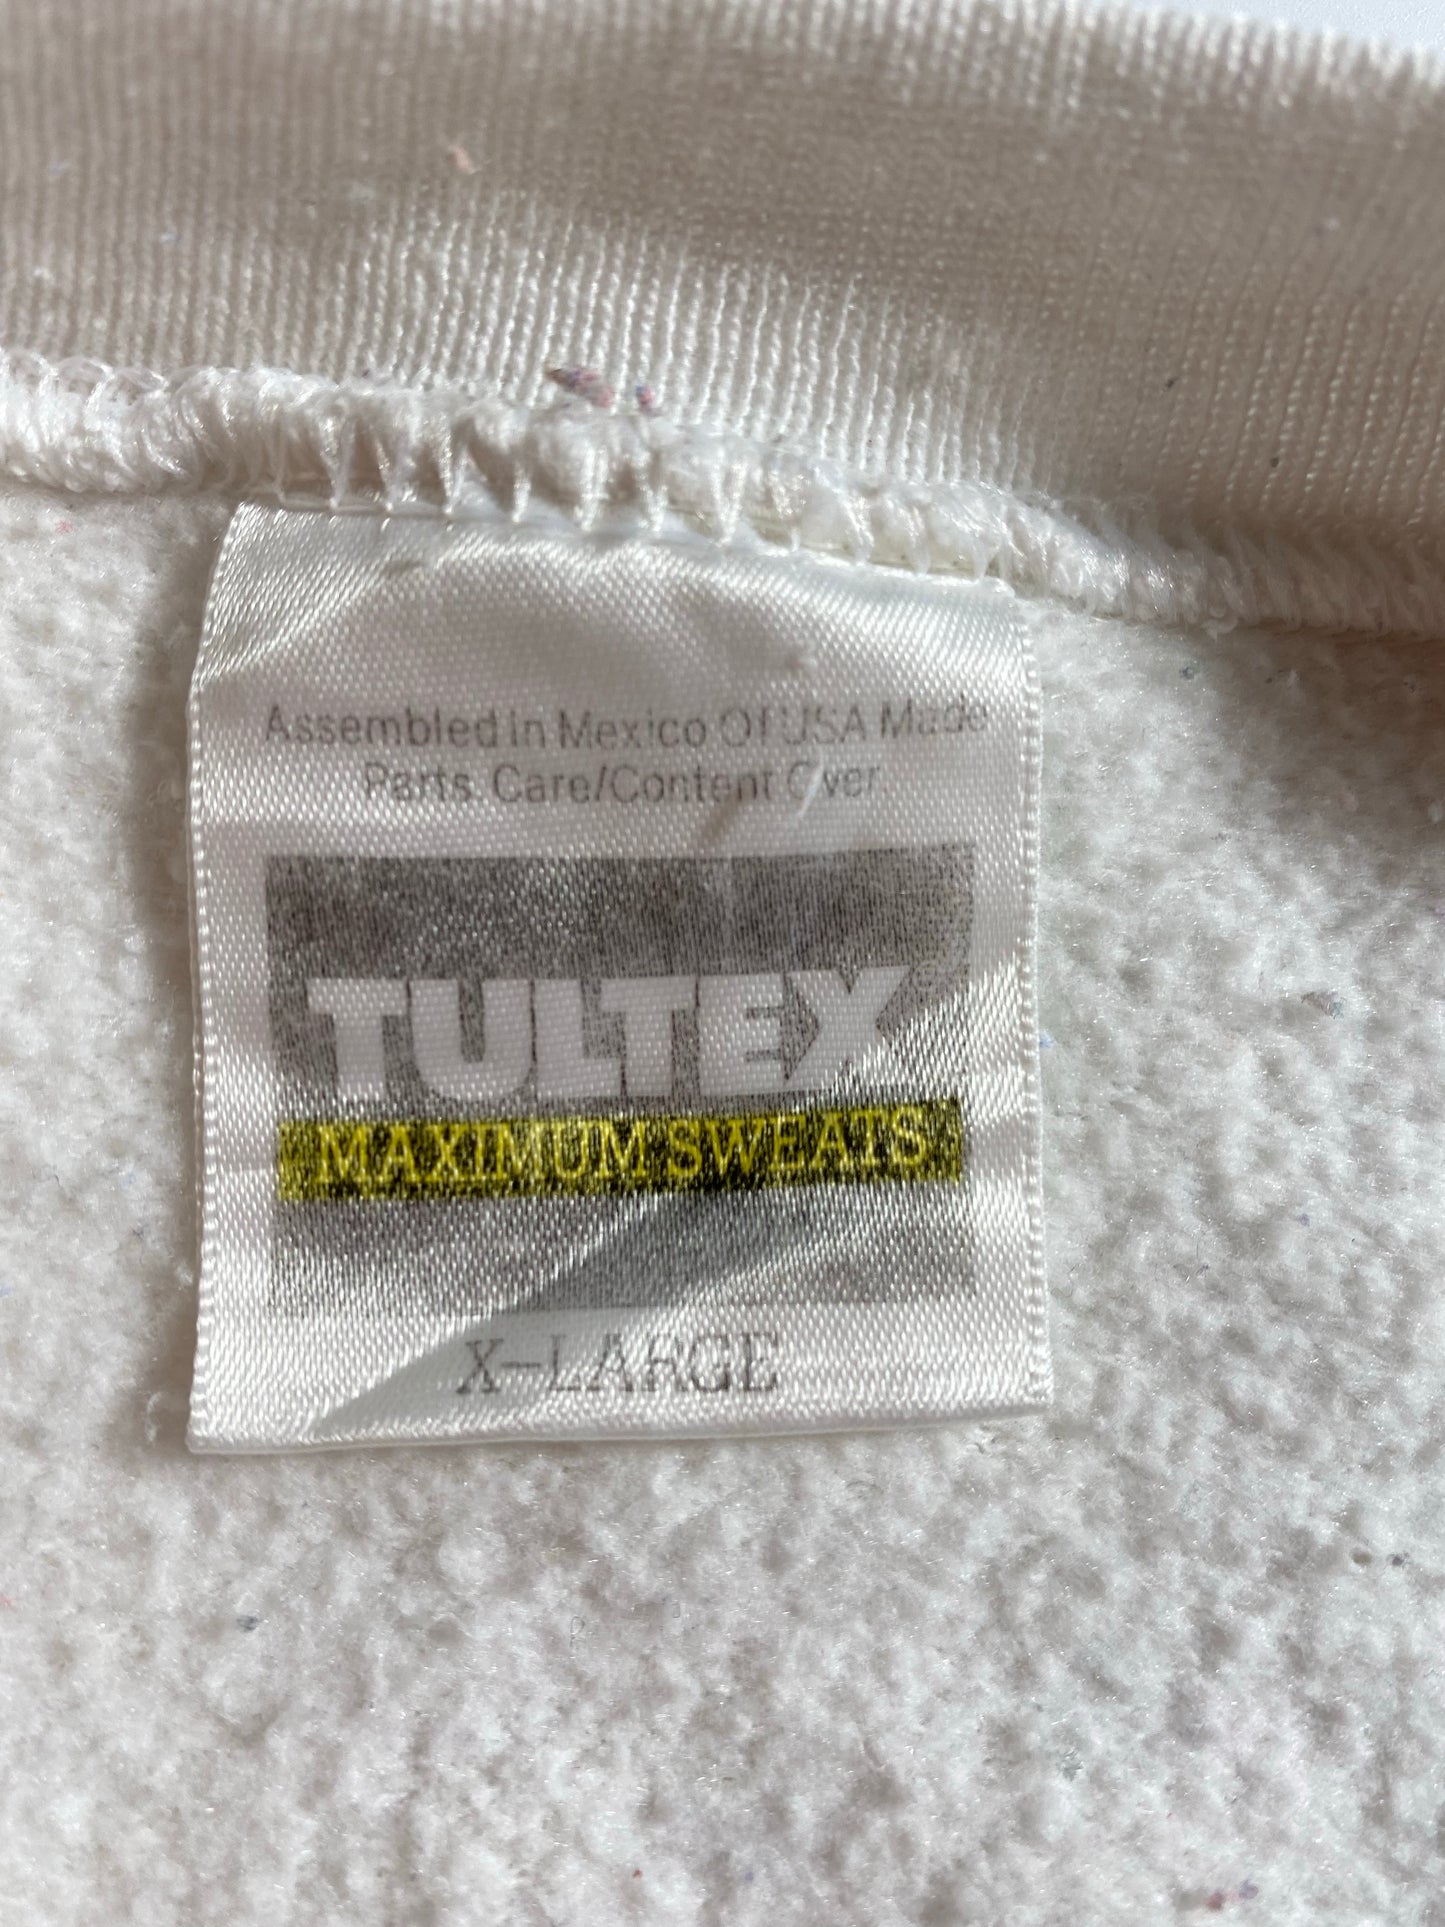 Assembled In Mexico Of USA Made
Parts Care/Content Over
TULTEX
MAXIMUM SWEATS
X-LARGE